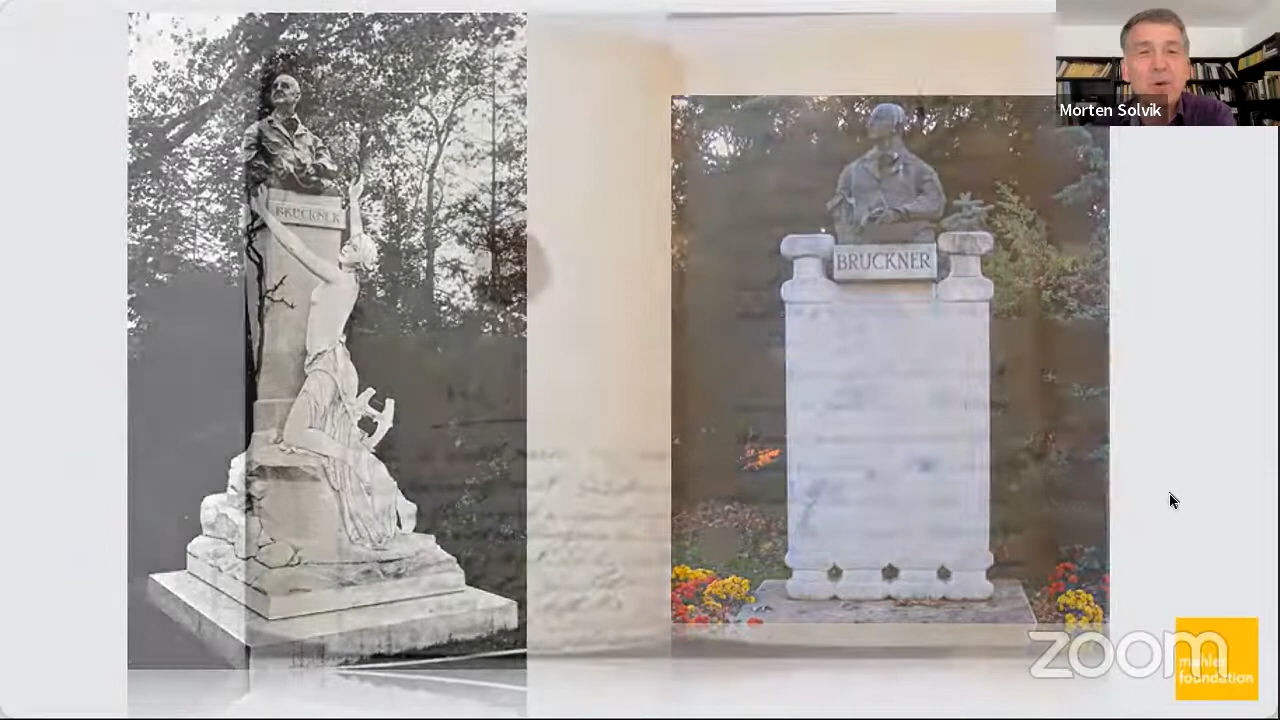 Morten Solvik
BRUCKNER
BRUCKNER
zoom
mahler
foundation